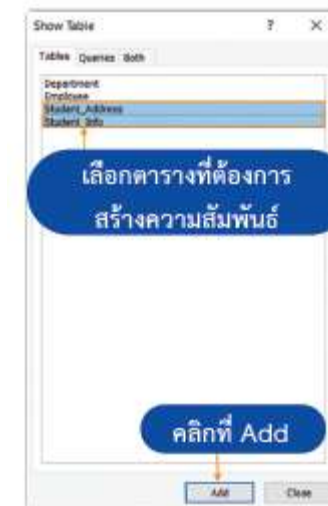 Show Table ? ×
Tables Queries Both
Department
Employee
Student_Address
Student_Info
เลือกตารางที่ต้องการ
สร้างความสัมพันธ์
คลิกที่ Add
Add Close